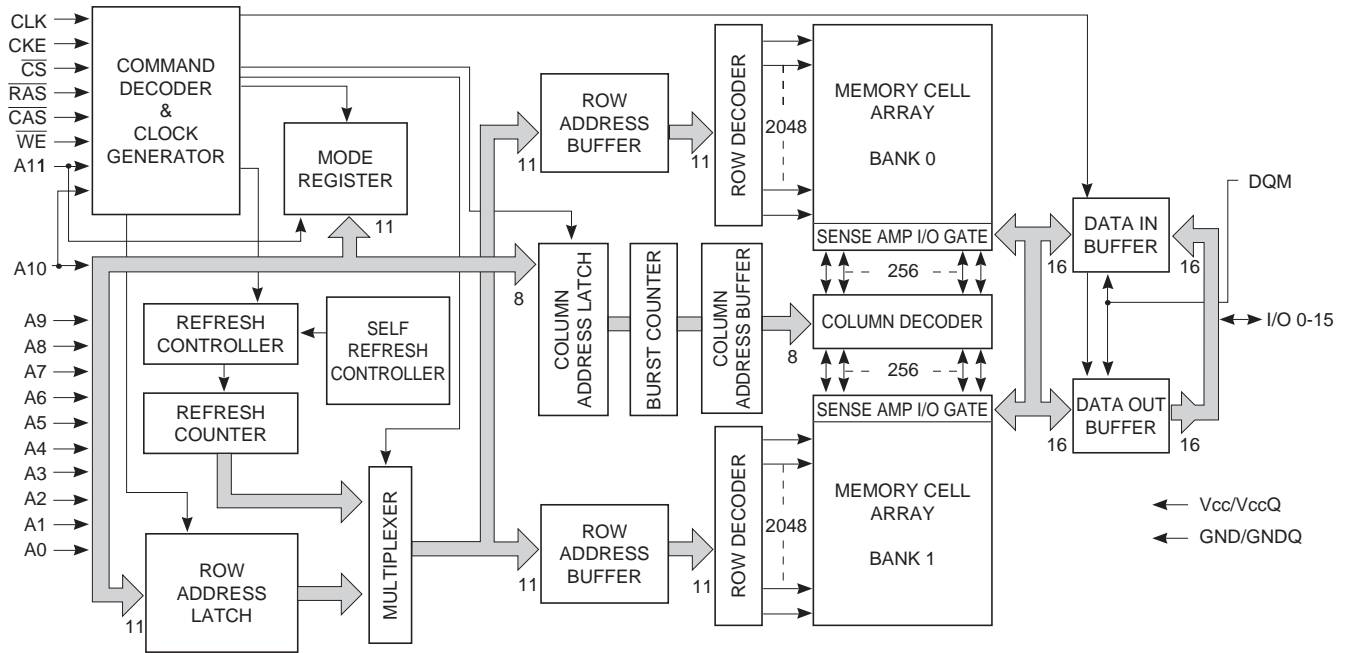 CLK
CKE
CS
RAS
CAS
WE
A11
A10
A9
A8
A7
A6
A5
A4
A3
A2
A1
A0
COMMAND
DECODER
&
CLOCK
GENERATOR
MODE
REGISTER
11
REFRESH
CONTROLLER
SELF
REFRESH
CONTROLLER
REFRESH
COUNTER
ROW
ADDRESS
LATCH
11
MULTIPLEXER
ROW
ADDRESS
BUFFER
11
11
ROW DECODER
2048
MEMORY CELL
ARRAY
BANK 0
SENSE AMP I/O GATE
8
COLUMN
ADDRESS LATCH
BURST COUNTER
COLUMN
ADDRESS BUFFER
8
256
COLUMN DECODER
256
ROW
ADDRESS
BUFFER
11
11
ROW DECODER
2048
SENSE AMP I/O GATE
MEMORY CELL
ARRAY
BANK 1
DQM
DATA IN
BUFFER
16
16
I/O 0-15
DATA OUT
BUFFER
16
16
Vcc/VccQ
GND/GNDQ